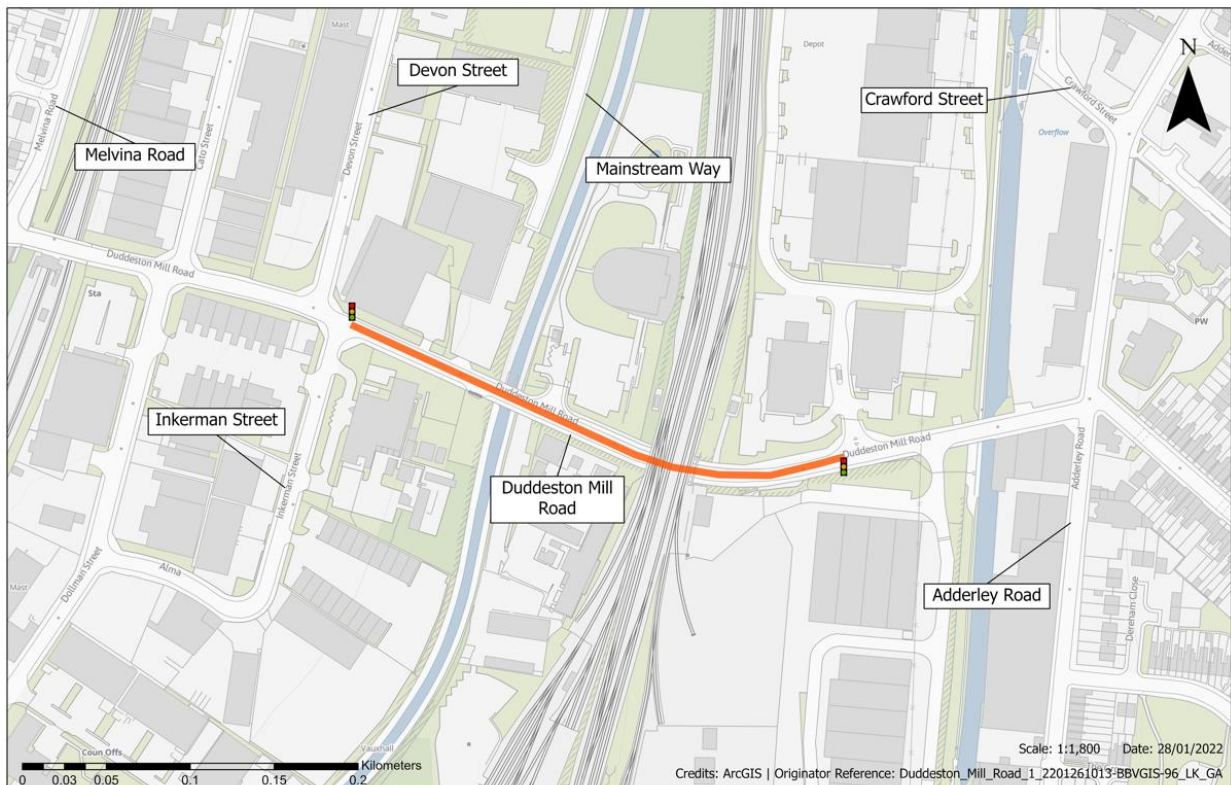 Mast
Depot
Adderle
N
Devon Street
Crawford Street
Crawford Street
Melvina Road
Melvina Road
Cato Street
Devon Street
Mainstream Way
Overflow
Duddeston Mill Road
Sta
PW
Duddeston Mill Road
Inkerman Street
Duddeston Mill Road
Inkerman Street
Duddeston Mill
Road
Adderley Road
Adderley Road
Alma
Dollman Street
Mast
Dereham Close
Coun Offs
Vauxhall
Kilometers
0 0.03 0.05 0.1 0.15 0.2
Scale: 1:1,800 Date: 28/01/2022
Credits: ArcGIS | Originator Reference: Duddeston_Mill_Road_1_2201261013-BBVGIS-96_LK_GA